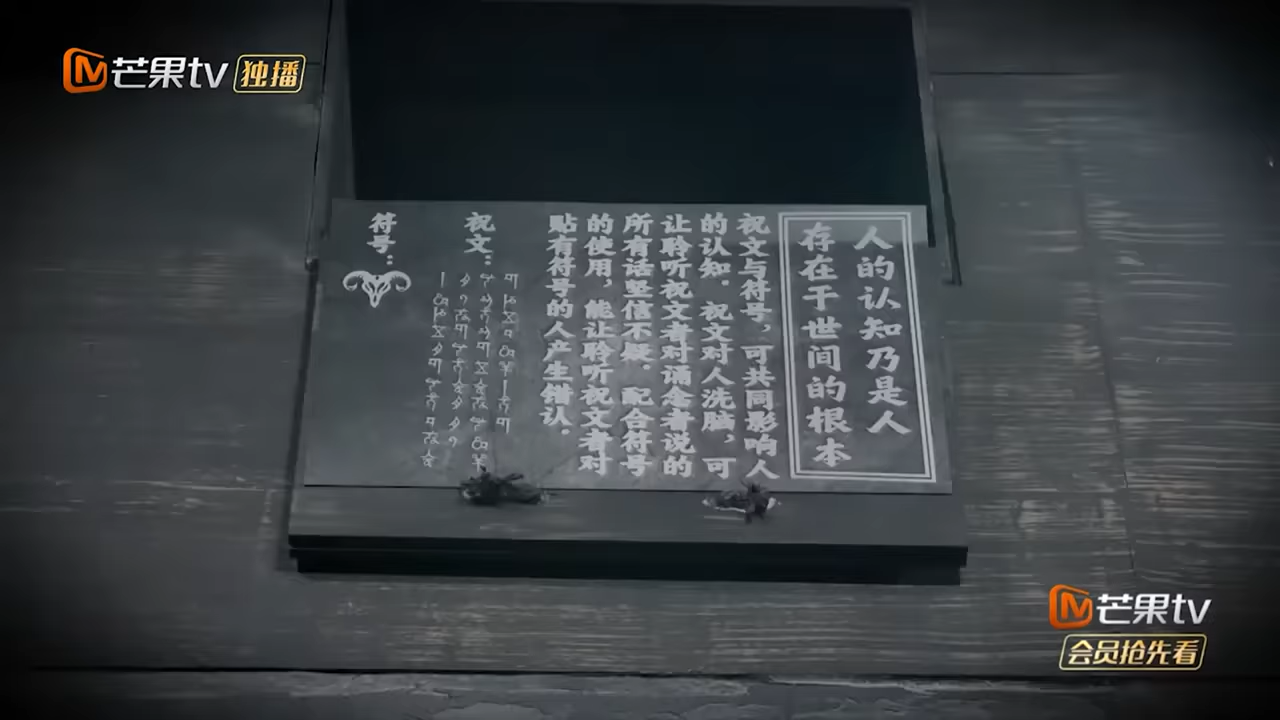 芒果tv 独播
人的认知乃是人
存在于世间的根本
祝文与符号，可共同影响人
的认知。祝文对人洗脑，可
让聆听祝文者对诵念者说的
所有话坚信不疑。配合符号
的使用，能让聆听祝文者对
贴有符号的人产生错认。
祝文：
符号：
芒果tv
会员抢先看